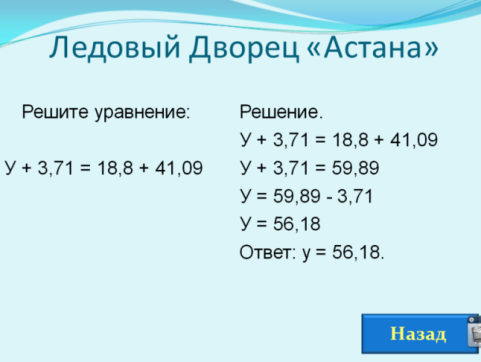 Ледовый Дворец «Астана»
Решите уравнение:
У + 3,71 = 18,8 + 41,09
Решение.
У + 3,71 = 18,8 + 41,09
У + 3,71 = 59,89
У = 59,89 - 3,71
У = 56,18
Ответ: у = 56,18.
Назад